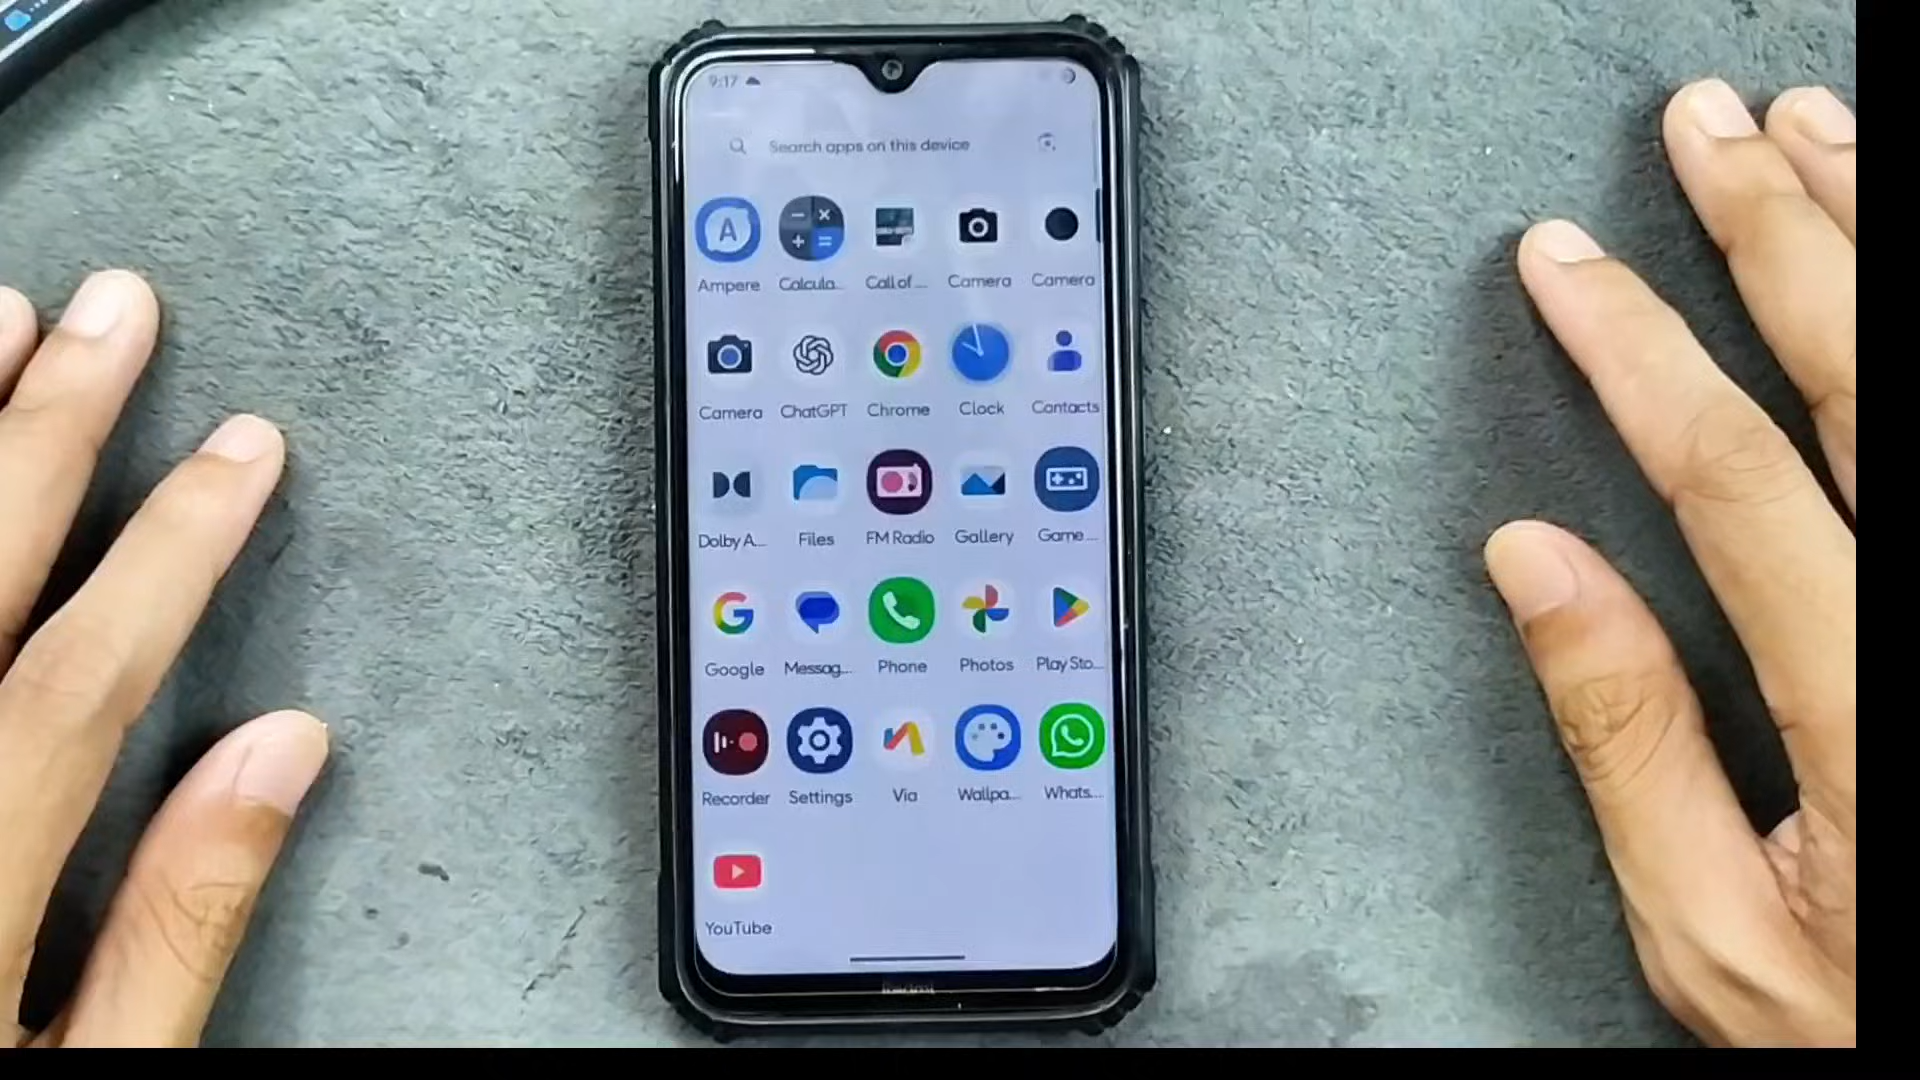 9:17
Search apps on this device
A
Ampere Calcula... Call of ... Camera Camera
Camera ChatGPT Chrome Clock Contacts
Dolby A... Files FM Radio Gallery Game ...
Google Messag... Phone Photos Play Sto...
Recorder Settings Via Wallpa... Whats...
YouTube
Redmi